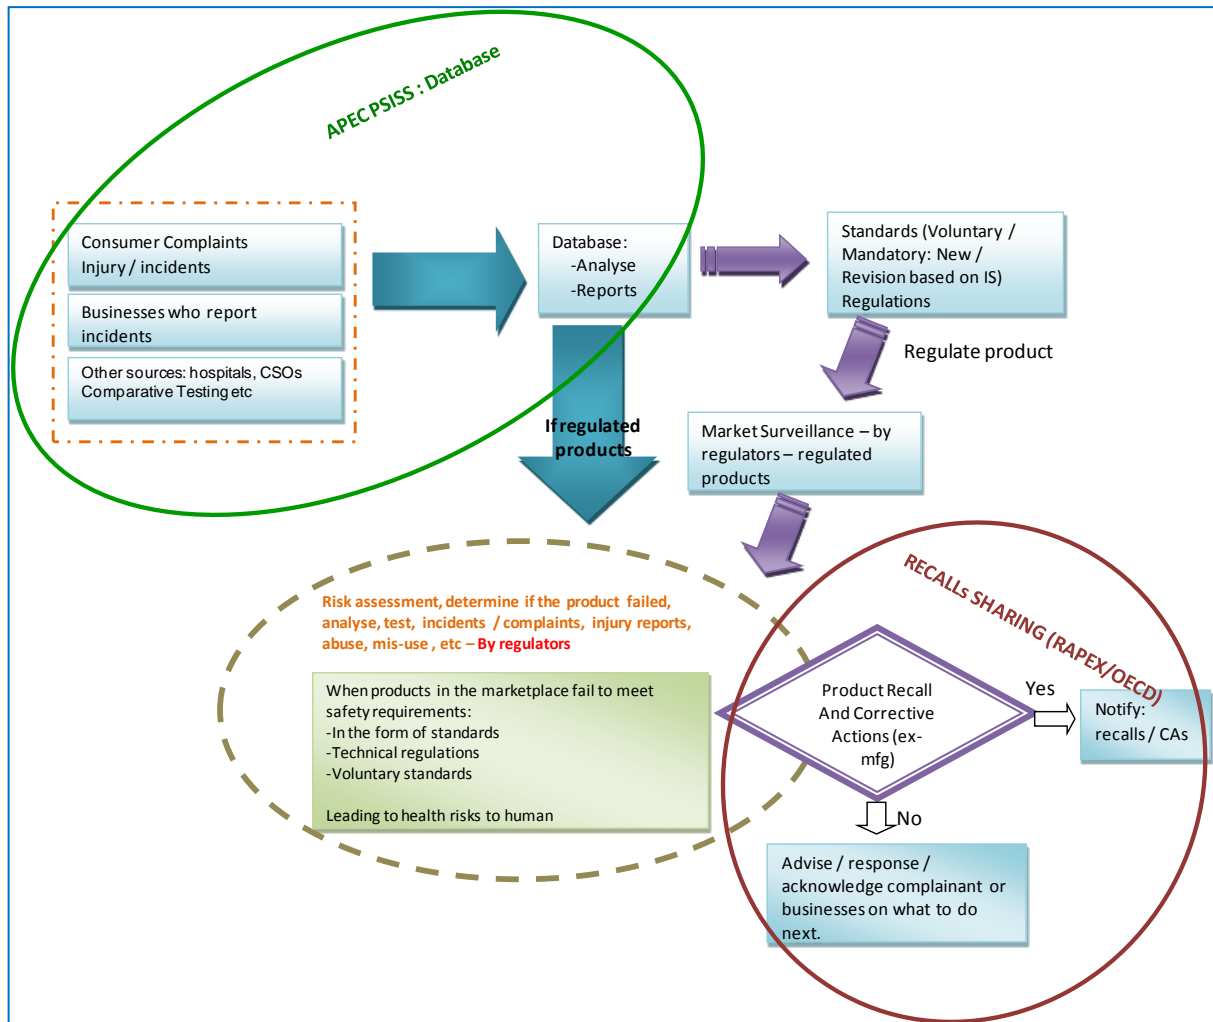 APEC PSISS : Database
Consumer Complaints
Injury / incidents
Businesses who report
incidents
Other sources: hospitals, CSOs
Comparative Testing etc
Database:
-Analyse
-Reports
Standards (Voluntary /
Mandatory: New /
Revision based on IS)
Regulations
Regulate product
If regulated
products
Market Surveillance – by
regulators – regulated
products
Risk assessment, determine if the product failed,
analyse, test, incidents / complaints, injury reports,
abuse, mis-use , etc – By regulators
When products in the marketplace fail to meet
safety requirements:
-In the form of standards
-Technical regulations
-Voluntary standards
Leading to health risks to human
RECALLs SHARING (RAPEX/OECD)
Product Recall
And Corrective
Actions (ex-
mfg)
Yes
Notify:
recalls / CAs
No
Advise / response /
acknowledge complainant or
businesses on what to do
next.